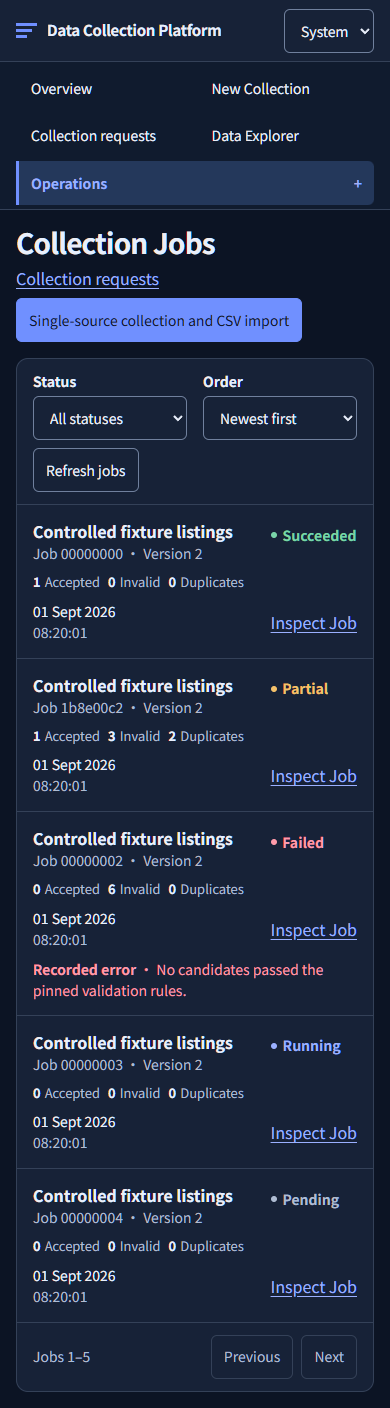 Data Collection Platform
System
Overview
New Collection
Collection requests
Data Explorer
Operations +
Collection Jobs
Collection requests
Single-source collection and CSV import
Status
Order
All statuses
Newest first
Refresh jobs
Controlled fixture listings
• Succeeded
Job 00000000 • Version 2
1 Accepted 0 Invalid 0 Duplicates
01 Sept 2026
08:20:01
Inspect Job
Controlled fixture listings
• Partial
Job 1b8e00c2 • Version 2
1 Accepted 3 Invalid 2 Duplicates
01 Sept 2026
08:20:01
Inspect Job
Controlled fixture listings
• Failed
Job 00000002 • Version 2
0 Accepted 6 Invalid 0 Duplicates
01 Sept 2026
08:20:01
Inspect Job
Recorded error • No candidates passed the
pinned validation rules.
Controlled fixture listings
• Running
Job 00000003 • Version 2
0 Accepted 0 Invalid 0 Duplicates
01 Sept 2026
08:20:01
Inspect Job
Controlled fixture listings
• Pending
Job 00000004 • Version 2
0 Accepted 0 Invalid 0 Duplicates
01 Sept 2026
08:20:01
Inspect Job
Jobs 1–5
Previous
Next